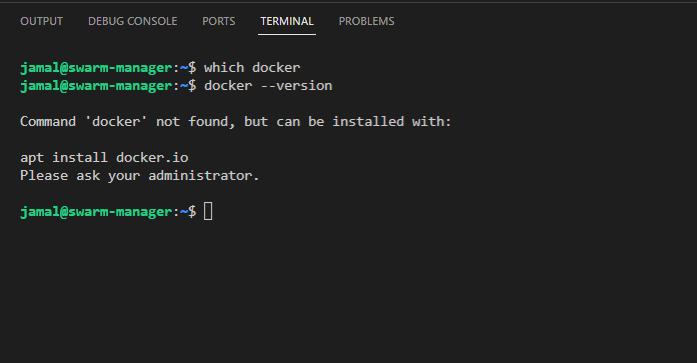 OUTPUT DEBUG CONSOLE PORTS TERMINAL PROBLEMS
jamal@swarm-manager:~$ which docker
jamal@swarm-manager:~$ docker --version
Command 'docker' not found, but can be installed with:
apt install docker.io
Please ask your administrator.
jamal@swarm-manager:~$